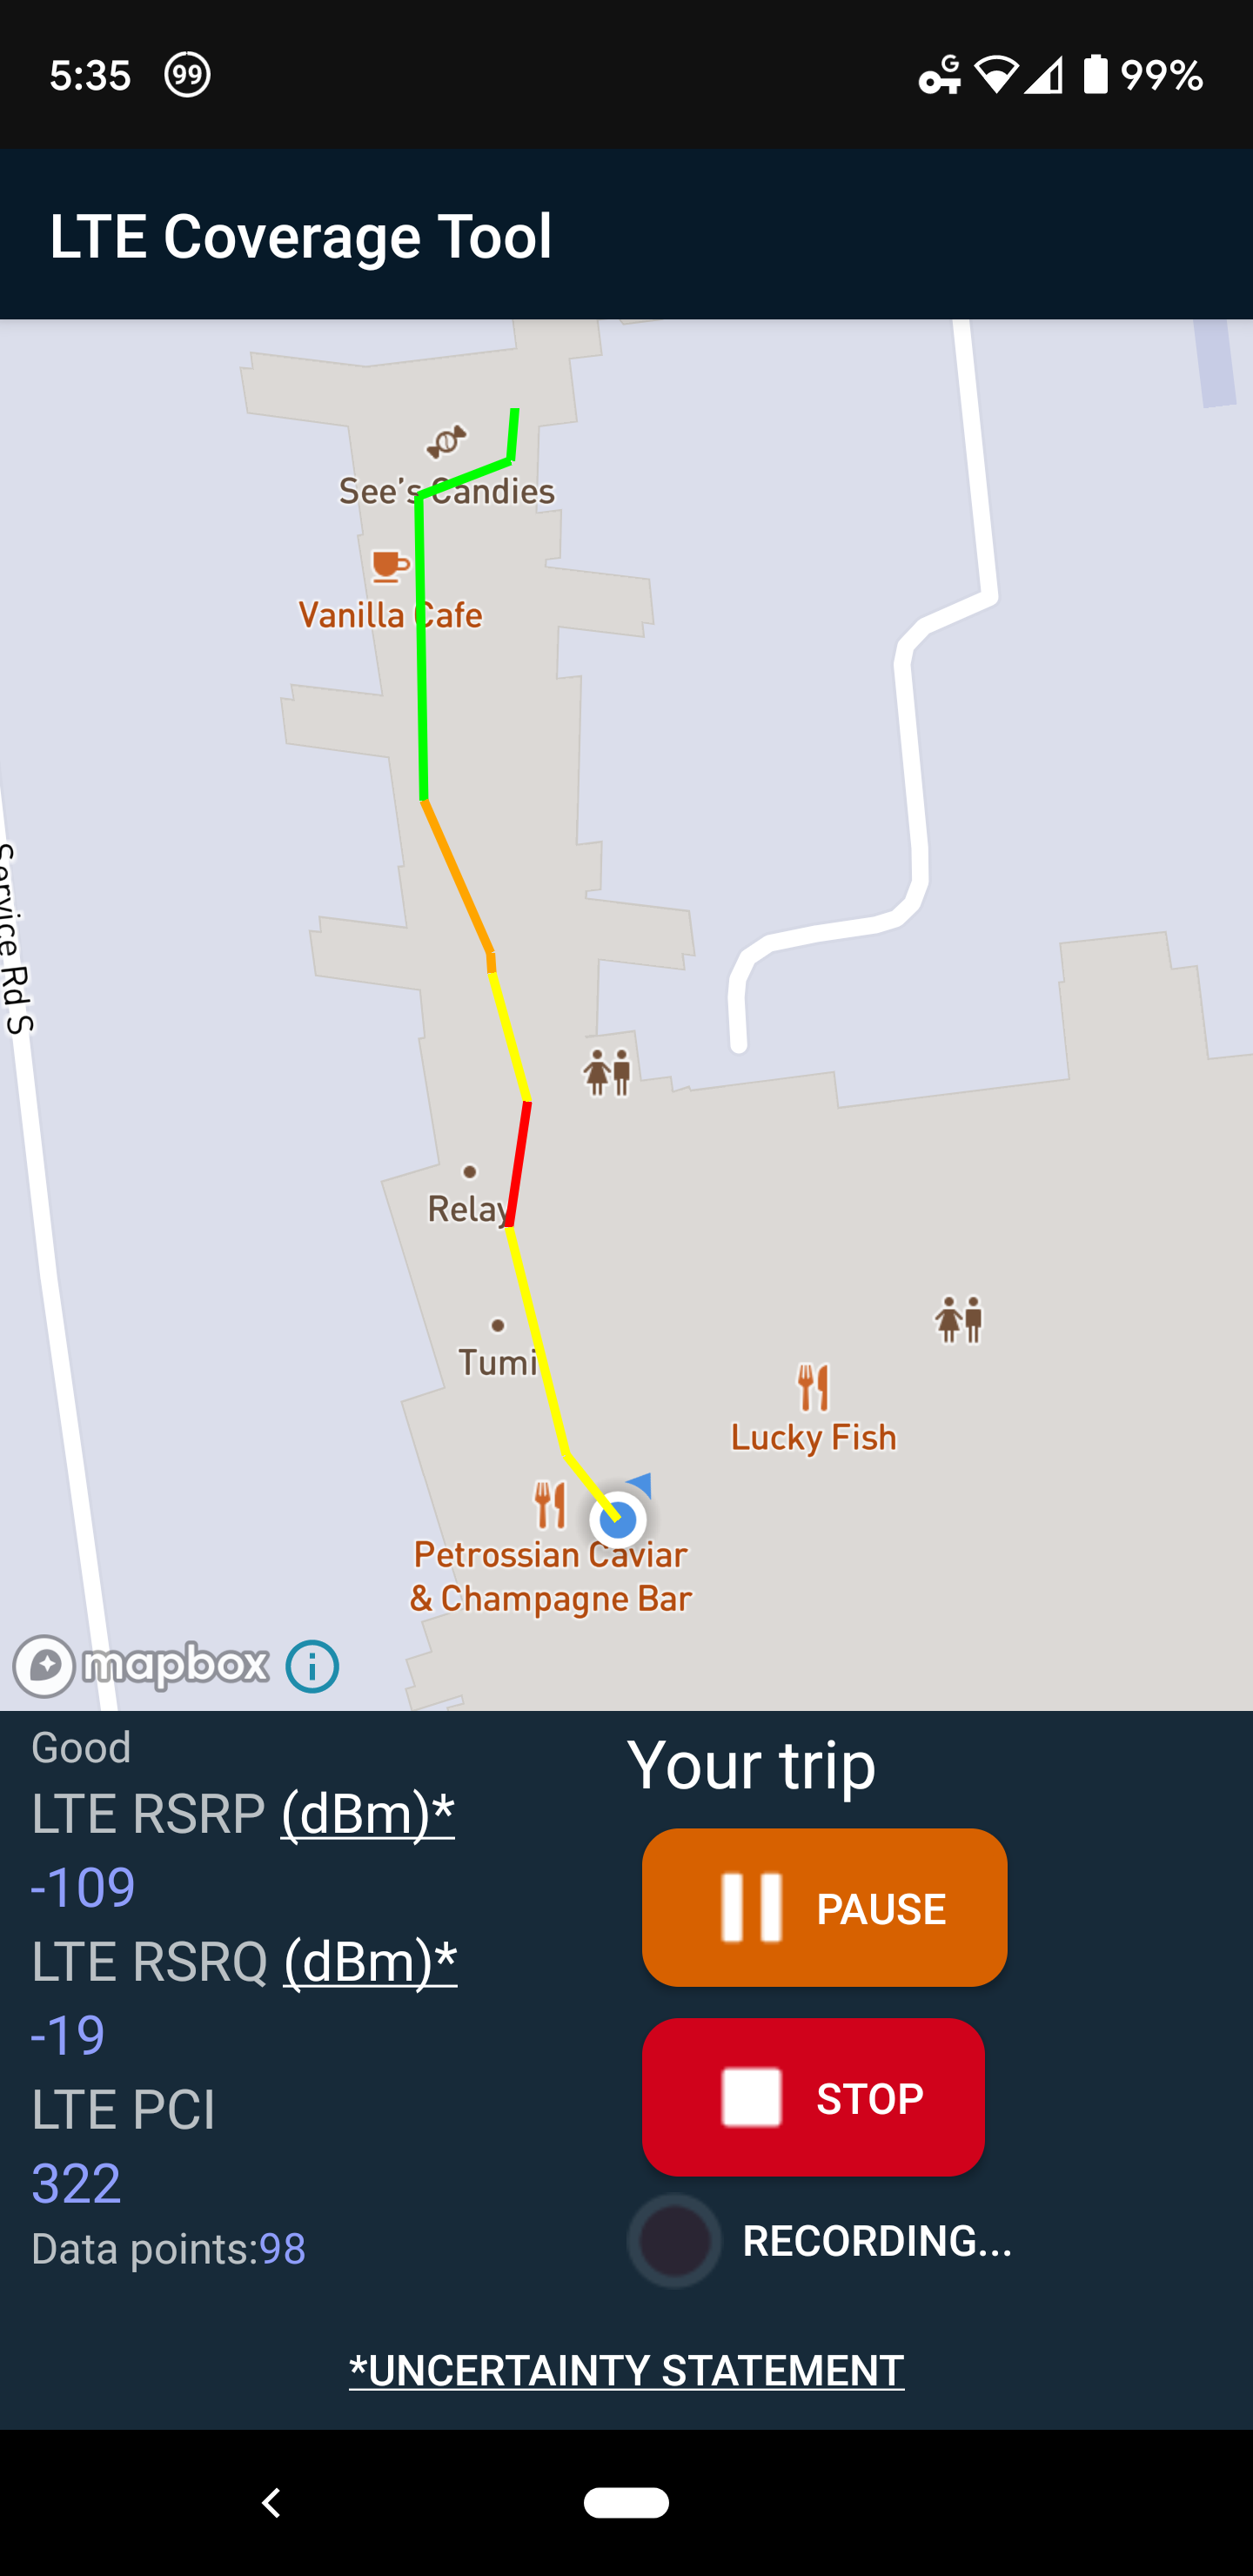 5:35 99 G 99%
LTE Coverage Tool
See's Candies
Vanilla Cafe
Service Rd S
Relay
Tumi
Lucky Fish
Petrossian Caviar
& Champagne Bar
mapbox
Good
LTE RSRP (dBm)*
-109
LTE RSRQ (dBm)*
-19
LTE PCI
322
Data points:98
Your trip
PAUSE
STOP
RECORDING...
*UNCERTAINTY STATEMENT